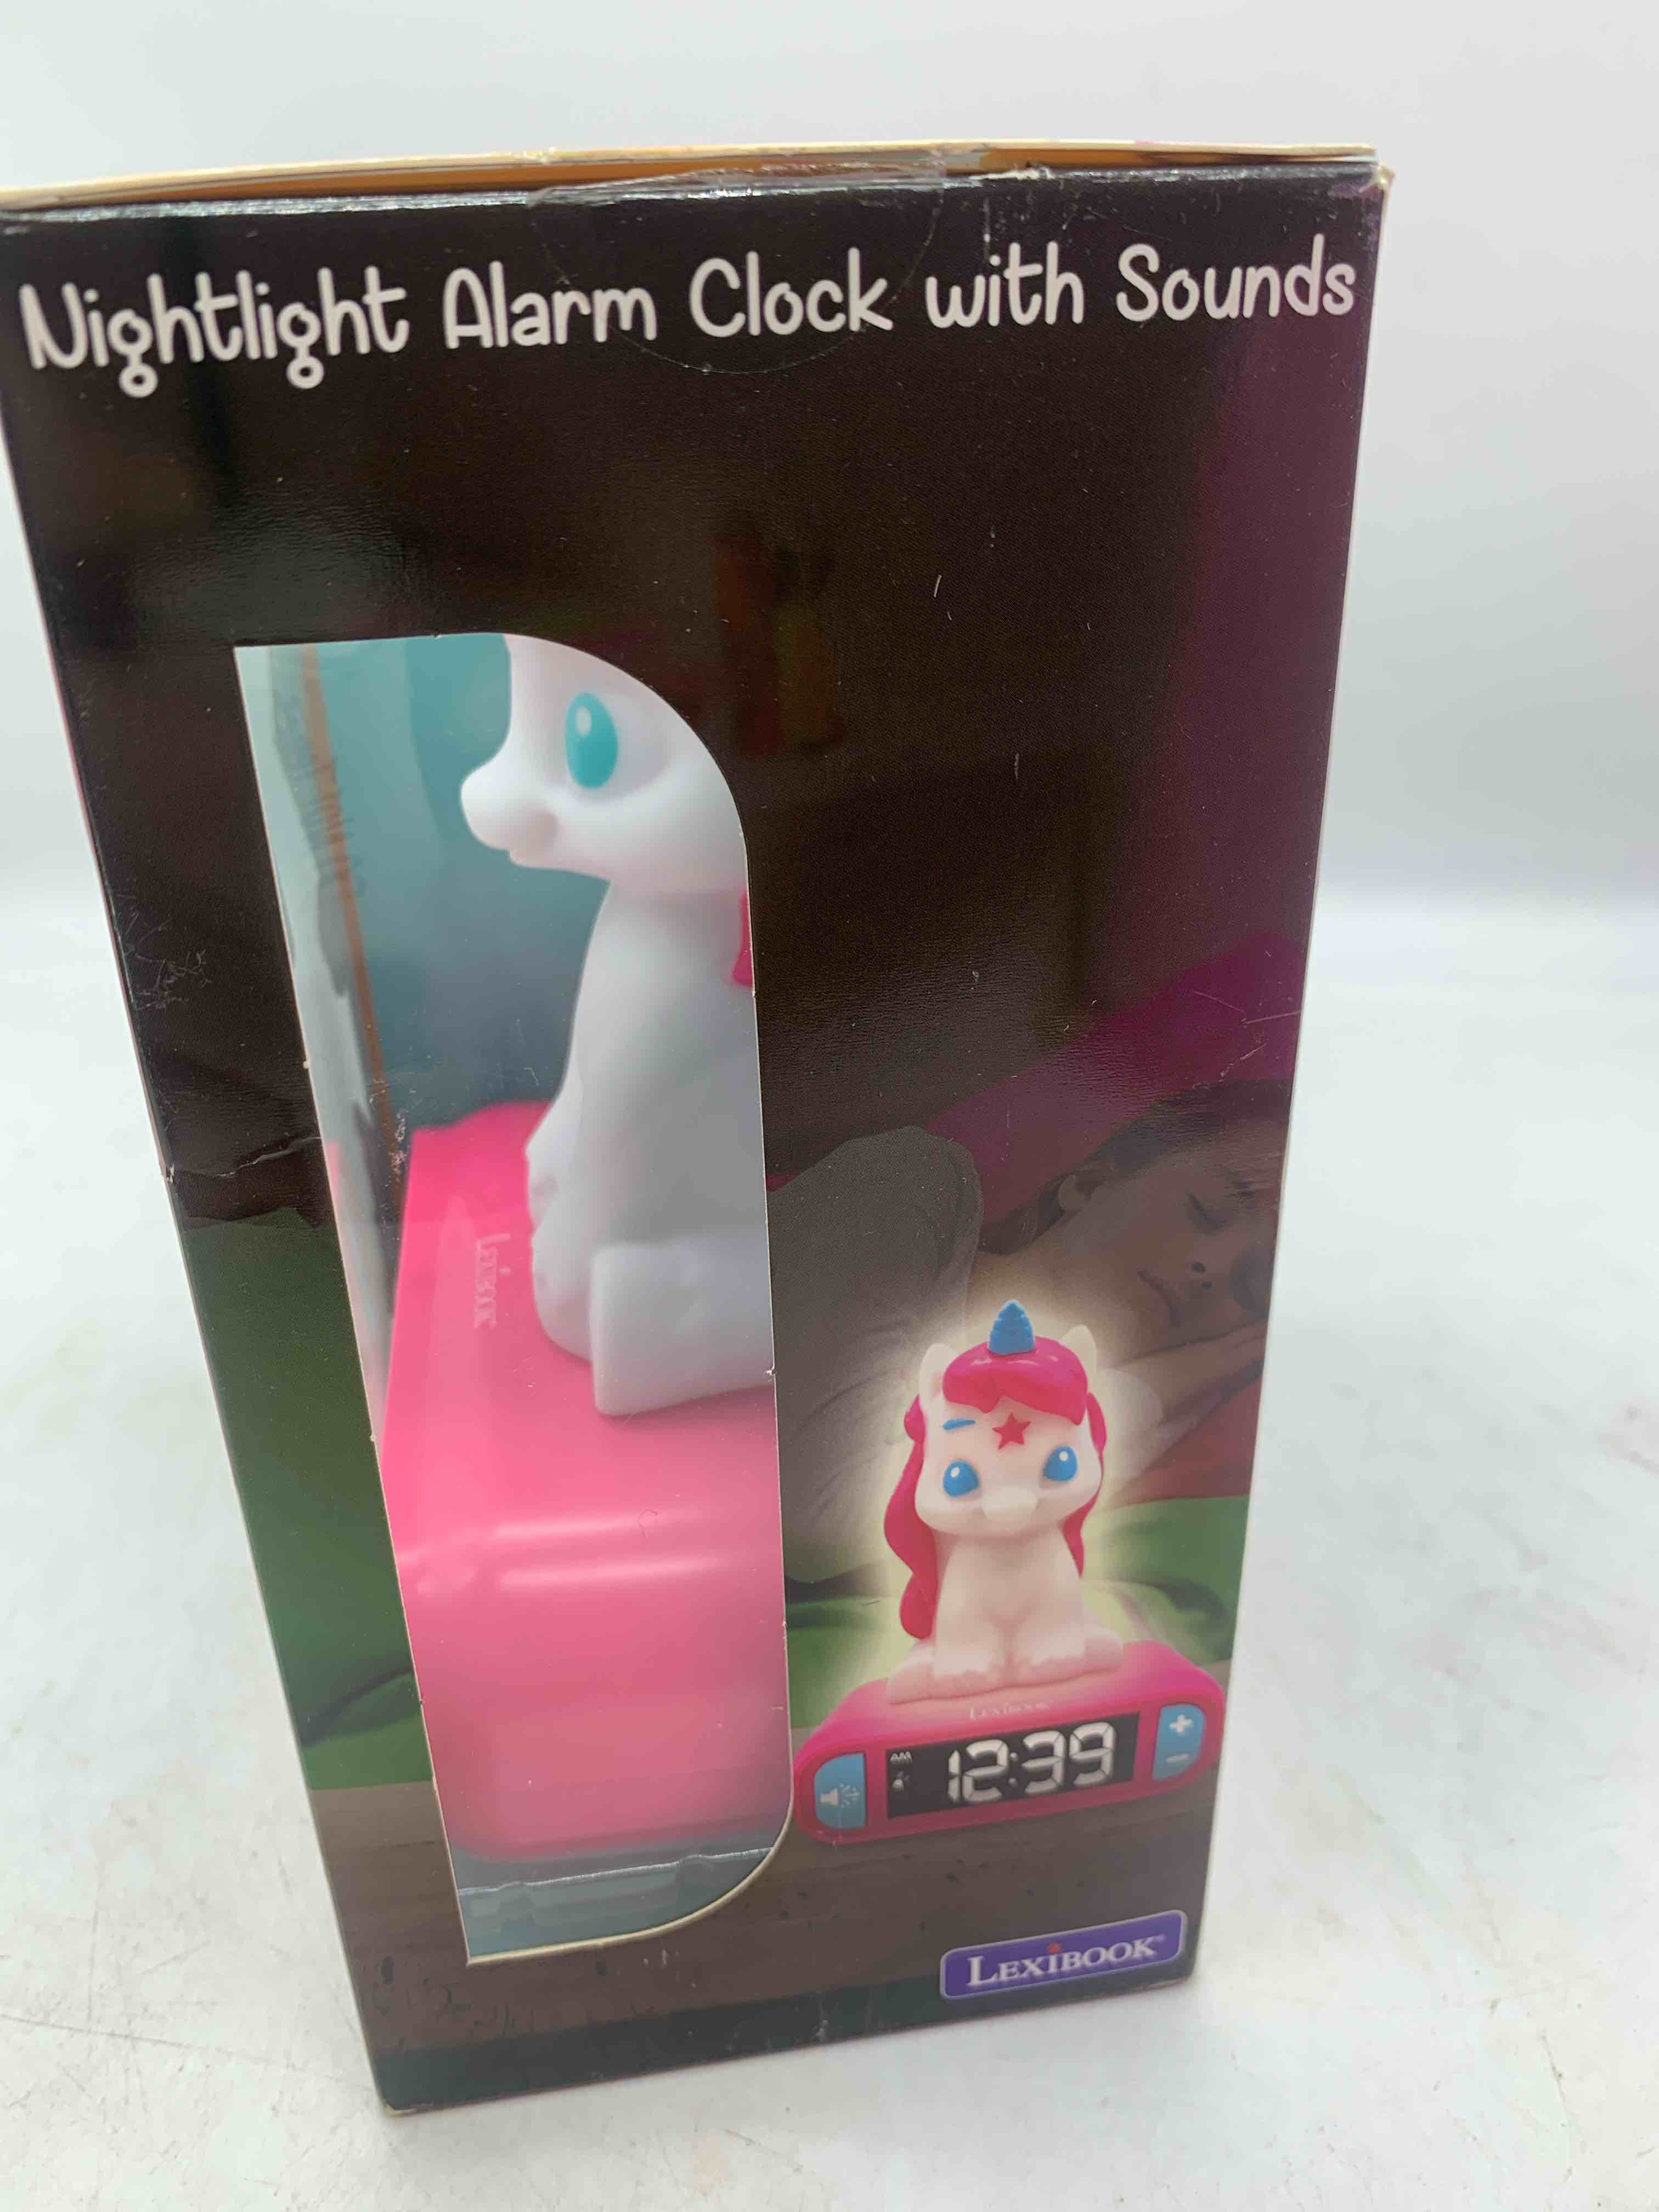 Nightlight Alarm Clock with Sounds
LEXIBOOK
LEXIBOOK
AM
12:39
+
-
LEXIBOOK®